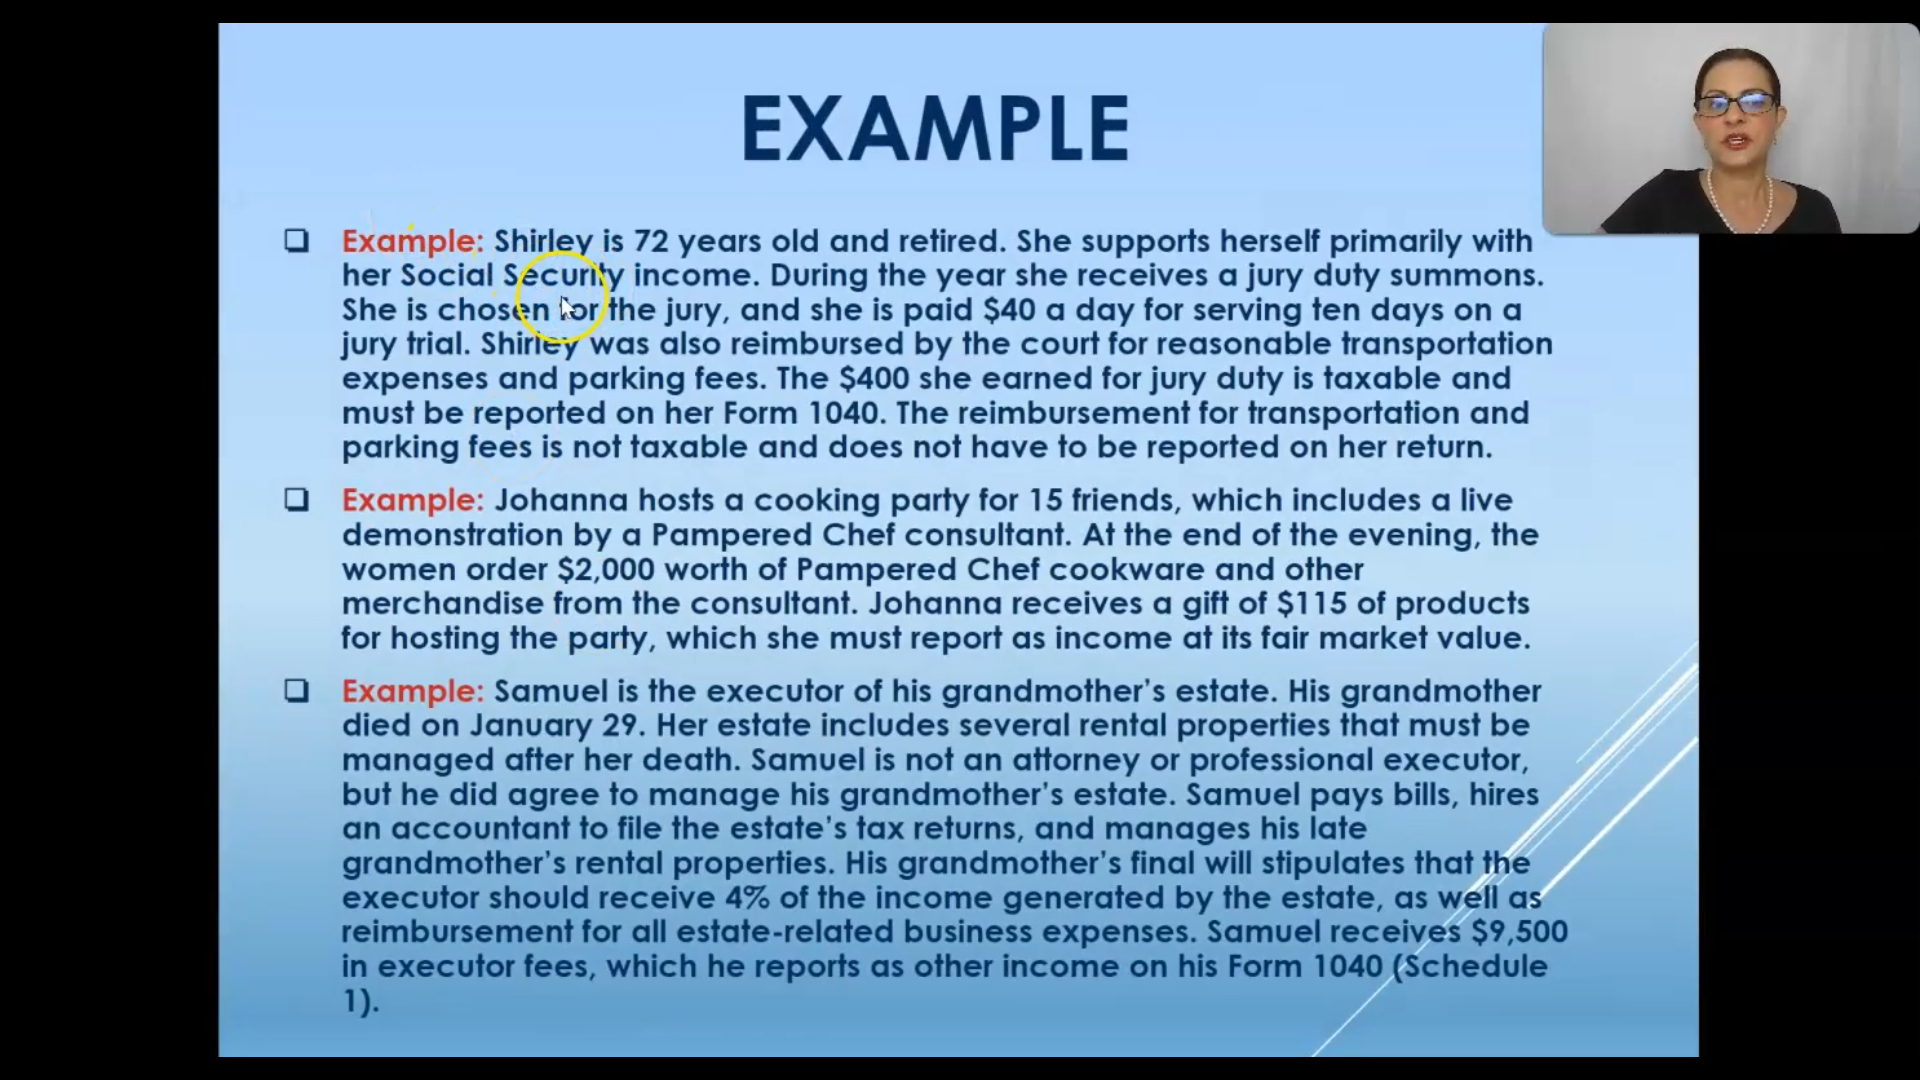 EXAMPLE
Example: Shirley is 72 years old and retired. She supports herself primarily with
her Social Security income. During the year she receives a jury duty summons.
She is chosen for the jury, and she is paid $40 a day for serving ten days on a
jury trial. Shirley was also reimbursed by the court for reasonable transportation
expenses and parking fees. The $400 she earned for jury duty is taxable and
must be reported on her Form 1040. The reimbursement for transportation and
parking fees is not taxable and does not have to be reported on her return.
Example: Johanna hosts a cooking party for 15 friends, which includes a live
demonstration by a Pampered Chef consultant. At the end of the evening, the
women order $2,000 worth of Pampered Chef cookware and other
merchandise from the consultant. Johanna receives a gift of $115 of products
for hosting the party, which she must report as income at its fair market value.
Example: Samuel is the executor of his grandmother’s estate. His grandmother
died on January 29. Her estate includes several rental properties that must be
managed after her death. Samuel is not an attorney or professional executor,
but he did agree to manage his grandmother’s estate. Samuel pays bills, hires
an accountant to file the estate’s tax returns, and manages his late
grandmother’s rental properties. His grandmother’s final will stipulates that the
executor should receive 4% of the income generated by the estate, as well as
reimbursement for all estate-related business expenses. Samuel receives $9,500
in executor fees, which he reports as other income on his Form 1040 (Schedule
1).